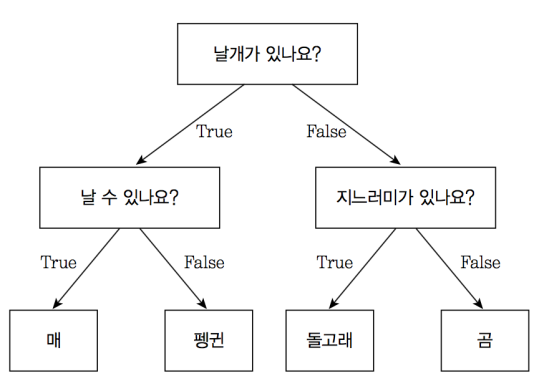 날개가 있나요?
True
False
날 수 있나요?
지느러미가 있나요?
True
False
True
False
매
펭귄
돌고래
곰